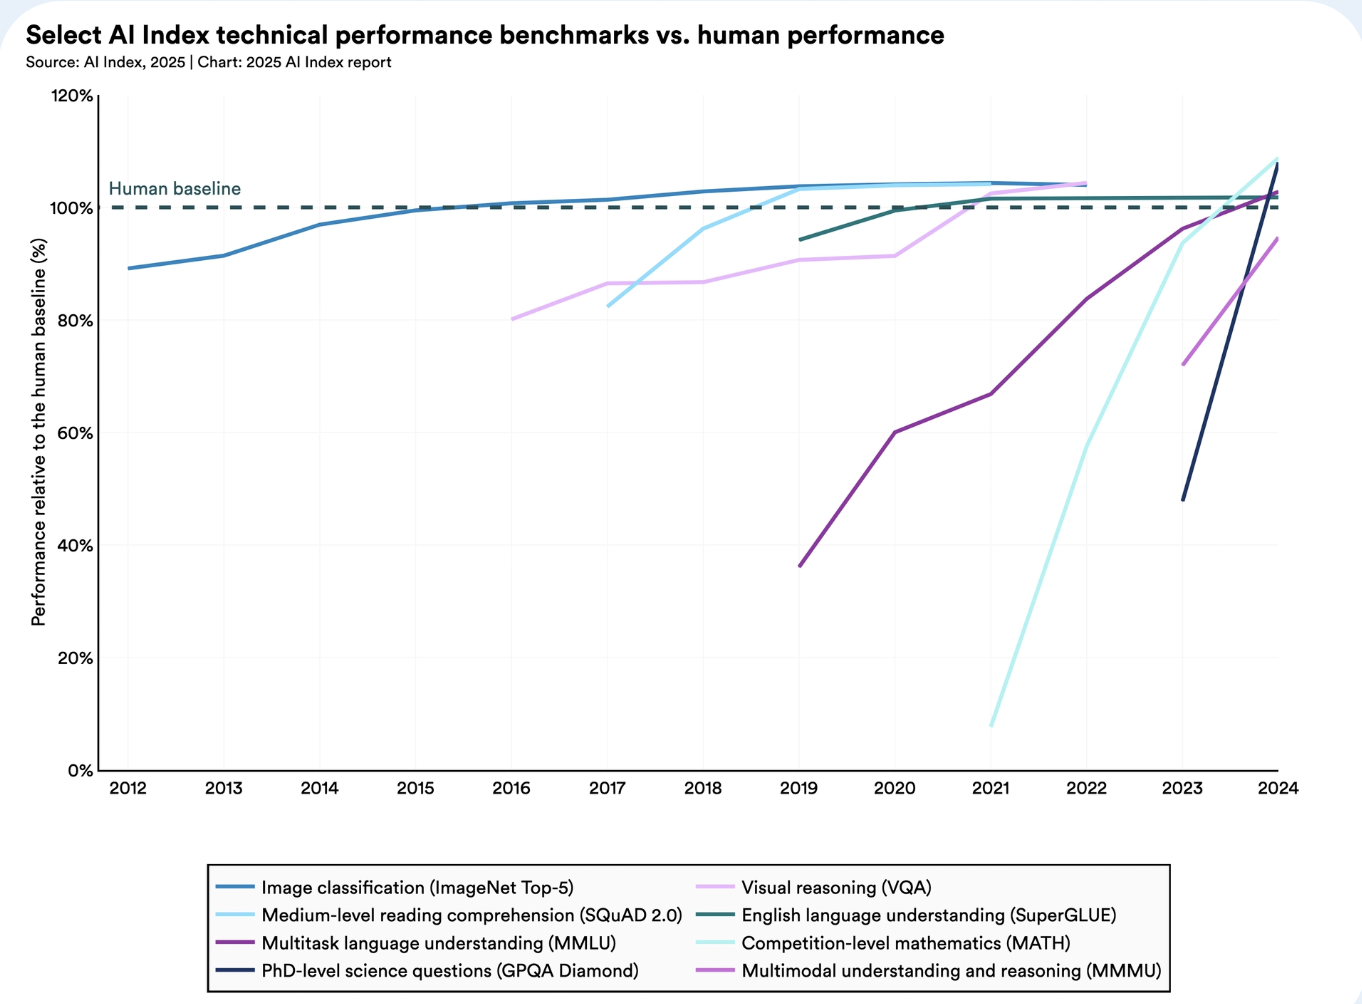 Select AI Index technical performance benchmarks vs. human performance
Source: AI Index, 2025 | Chart: 2025 AI Index report
Performance relative to the human baseline (%)
120%
Human baseline
100%
80%
60%
40%
20%
0%
2012 2013 2014 2015 2016 2017 2018 2019 2020 2021 2022 2023 2024
Image classification (ImageNet Top-5) Visual reasoning (VQA)
Medium-level reading comprehension (SQuAD 2.0) English language understanding (SuperGLUE)
Multitask language understanding (MMLU) Competition-level mathematics (MATH)
PhD-level science questions (GPQA Diamond) Multimodal understanding and reasoning (MMMU)